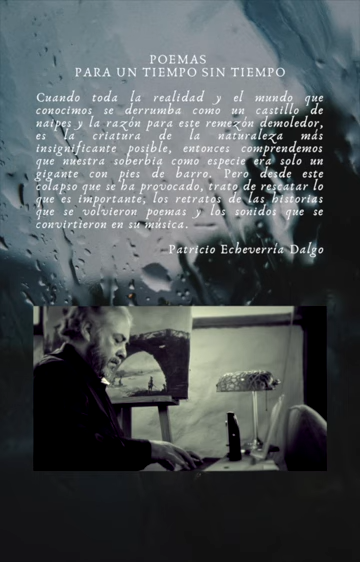 POEMAS
PARA UN TIEMPO SIN TIEMPO
Cuando toda la realidad y el mundo que
conocimos se derrumba como un castillo de
naipes y la razón para este remezón demoledor,
es la criatura de la naturaleza más
insignificante posible, entonces comprendemos
que nuestra soberbia como especie era solo un
gigante con pies de barro. Pero desde este
colapso que se ha provocado, trato de rescatar lo
que es importante, los retratos de las historias
que se volvieron poemas y los sonidos que se
convirtieron en su música.
Patricio Echeverría Dalgo